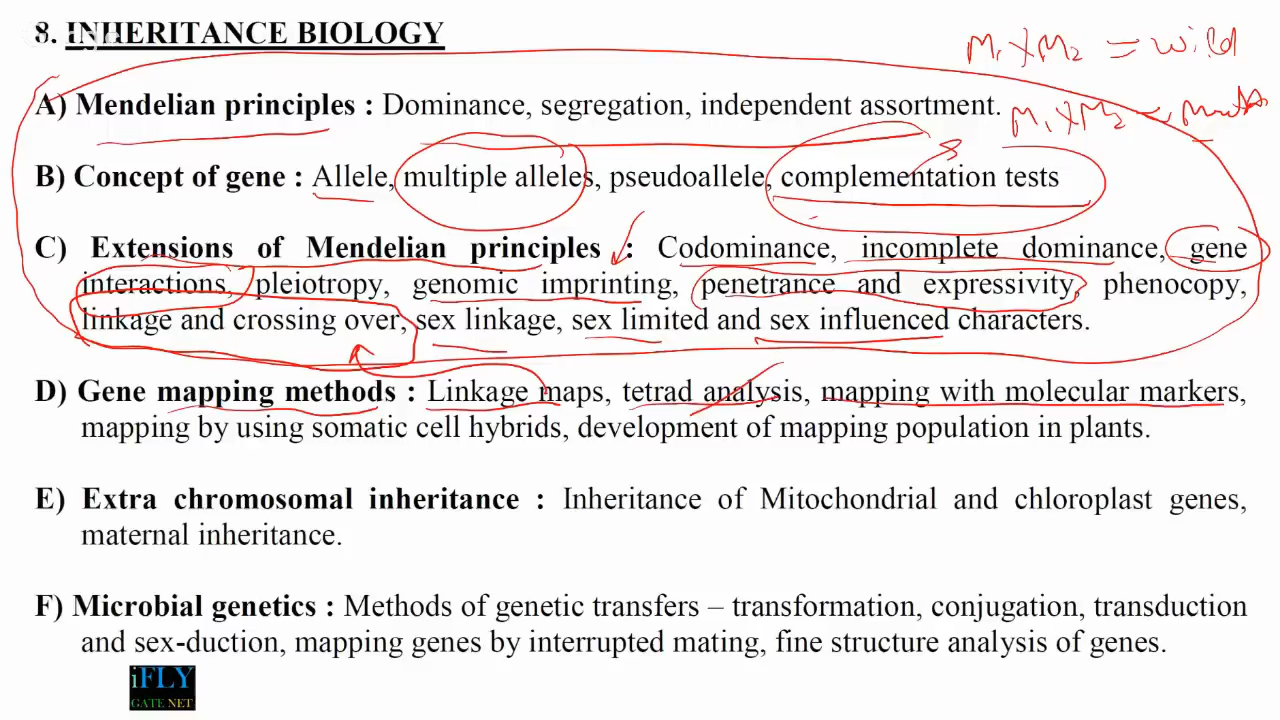 8. INHERITANCE BIOLOGY
M₁ X M₂ = wild
A) Mendelian principles : Dominance, segregation, independent assortment.
M₁ X M₂ =
B) Concept of gene : Allele, multiple alleles, pseudoallele, complementation tests
C) Extensions of Mendelian principles : Codominance, incomplete dominance, gene
interactions, pleiotropy, genomic imprinting, penetrance and expressivity, phenocopy,
linkage and crossing over, sex linkage, sex limited and sex influenced characters.
D) Gene mapping methods : Linkage maps, tetrad analysis, mapping with molecular markers,
mapping by using somatic cell hybrids, development of mapping population in plants.
E) Extra chromosomal inheritance : Inheritance of Mitochondrial and chloroplast genes,
maternal inheritance.
F) Microbial genetics : Methods of genetic transfers – transformation, conjugation, transduction
and sex-duction, mapping genes by interrupted mating, fine structure analysis of genes.
iFLY
GATE NET